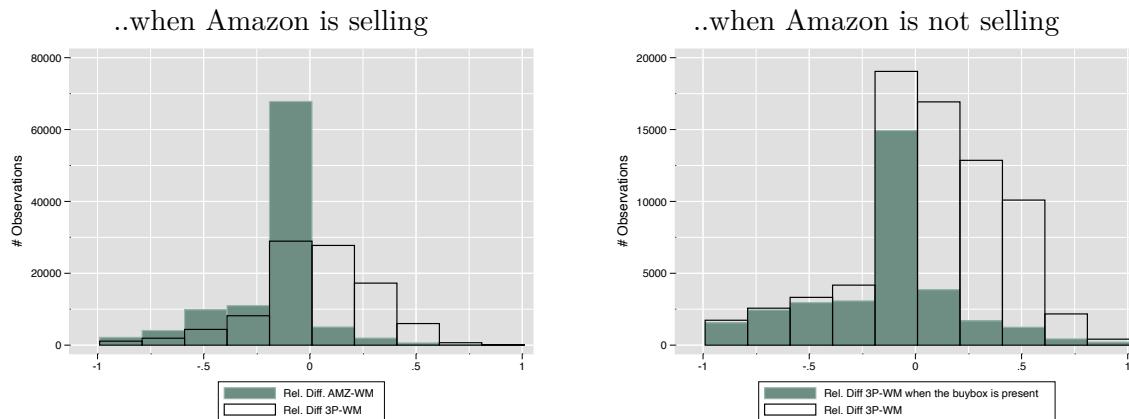 ..when Amazon is selling
80000
60000
40000
20000
0
# Observations
-1
-.5
0
.5
1
Rel. Diff. AMZ-WM
Rel. Diff 3P-WM
..when Amazon is not selling
20000
15000
10000
5000
0
# Observations
-1
-.5
0
.5
1
Rel. Diff 3P-WM when the buybox is present
Rel. Diff 3P-WM